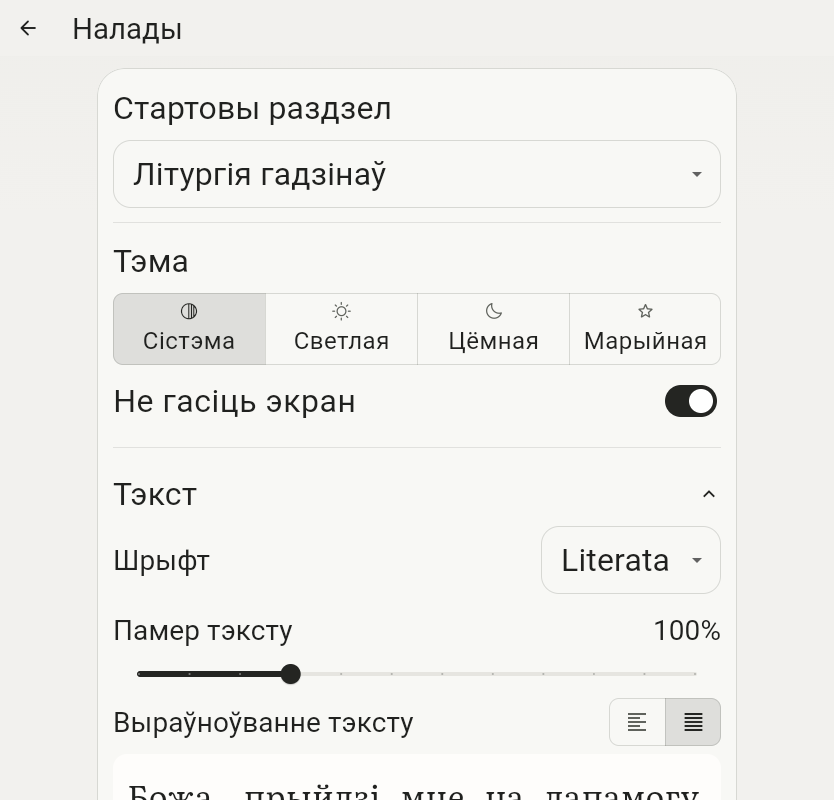 Налады
Стартовы раздзел
Літургія гадзінаў
Тэма
Сістэма Светлая Цёмная Марыйная
Не гасіць экран
Тэкст
Шрыфт Literata
Памер тэксту 100%
Выраўноўванне тэксту
Божа, прыйдзі мне на дапамогу